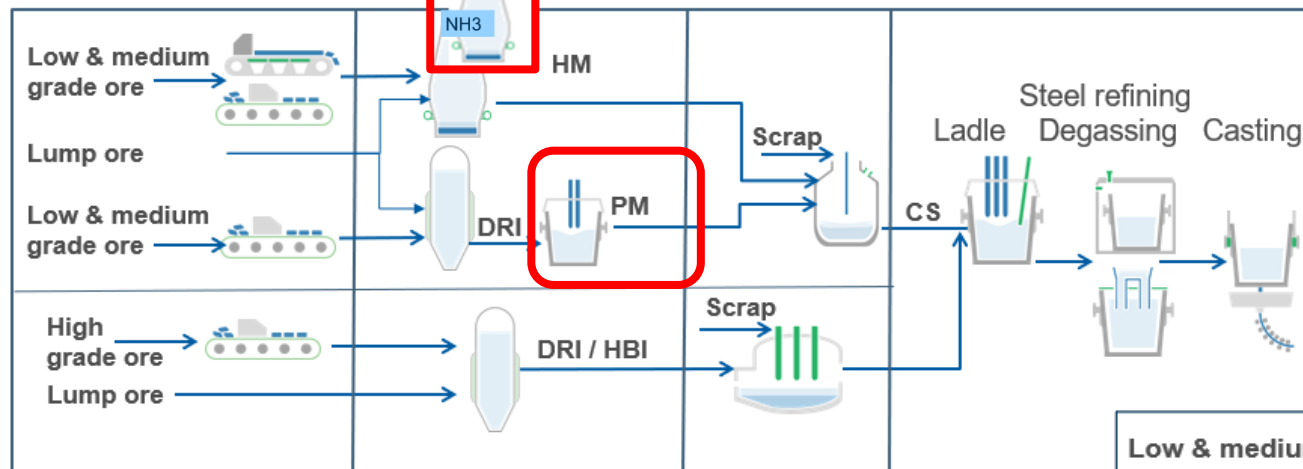 NH3
Low & medium
grade ore
HM
Steel refining
Ladle
Degassing
Casting
Scrap
Lump ore
PM
Low & medium
grade ore
DRI
CS
High
grade ore
Scrap
DRI / HBI
Lump ore
Low & mediu